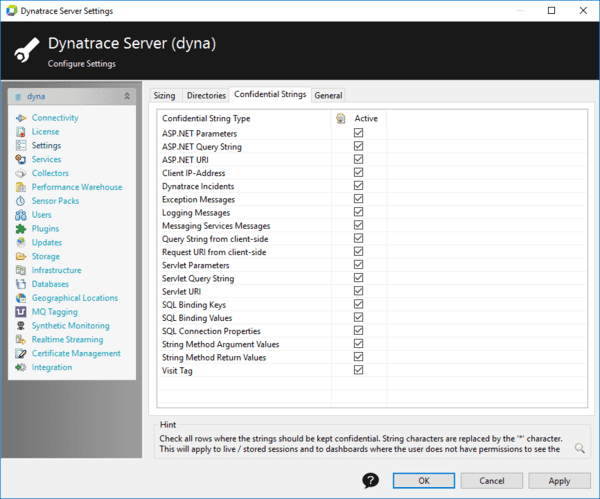 Dynatrace Server Settings
Dynatrace Server (dyna)
Configure Settings
dyna
Connectivity
License
Settings
Services
Collectors
Performance Warehouse
Sensor Packs
Users
Plugins
Updates
Storage
Infrastructure
Databases
Geographical Locations
MQ Tagging
Synthetic Monitoring
Realtime Streaming
Certificate Management
Integration
Sizing Directories Confidential Strings General
Confidential String Type Active
ASP.NET Parameters
ASP.NET Query String
ASP.NET URI
Client IP-Address
Dynatrace Incidents
Exception Messages
Logging Messages
Messaging Services Messages
Query String from client-side
Request URI from client-side
Servlet Parameters
Servlet Query String
Servlet URI
SQL Binding Keys
SQL Binding Values
SQL Connection Properties
String Method Argument Values
String Method Return Values
Visit Tag
Hint
Check all rows where the strings should be kept confidential. String characters are replaced by the '*' character.
This will apply to live / stored sessions and to dashboards where the user does not have permissions to see the
? OK Cancel Apply